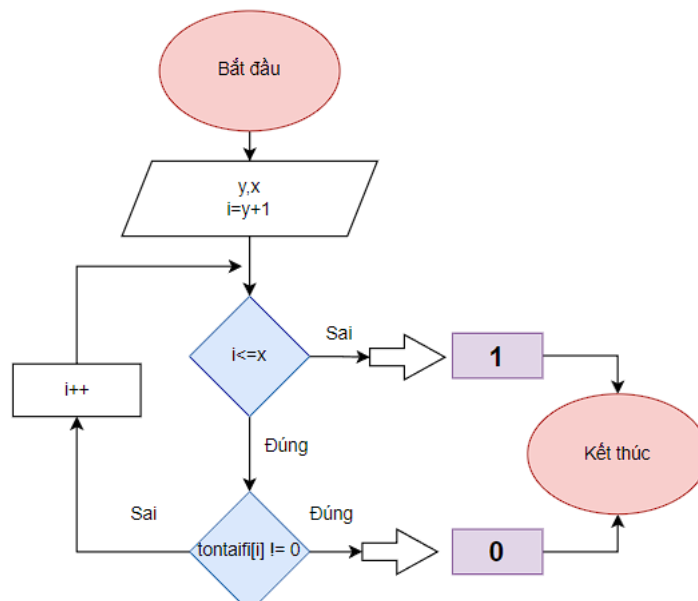 Bắt đầu
y,x
i=y+1
i<=x
Sai
1
i++
Đúng
Kết thúc
Sai
tontaifi[i] != 0
Đúng
0